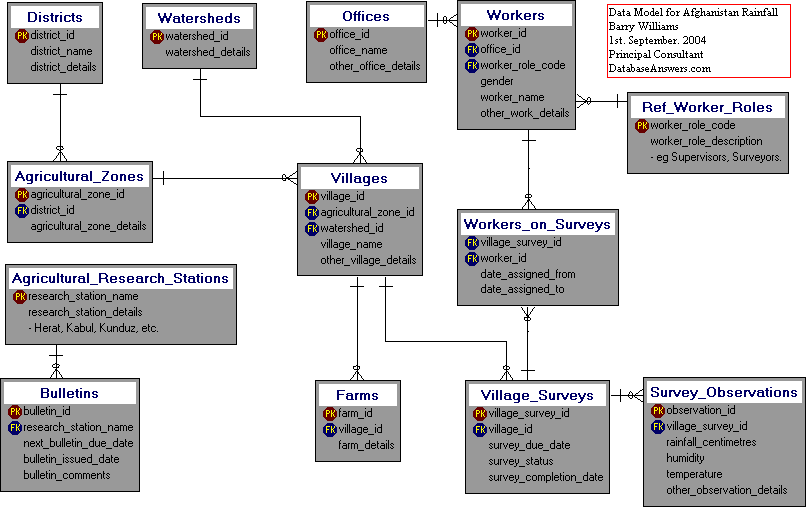 Districts
PK district_id
district_name
district_details
Watersheds
PK watershed_id
watershed_details
Offices
PK office_id
office_name
other_office_details
Workers
PK worker_id
FK office_id
FK worker_role_code
gender
worker_name
other_work_details
Data Model for Afghanistan Rainfall
Barry Williams
1st. September. 2004
Principal Consultant
DatabaseAnswers.com
Ref_Worker_Roles
PK worker_role_code
worker_role_description
- eg Supervisors, Surveyors.
Agricultural_Zones
PK agricultural_zone_id
FK district_id
agricultural_zone_details
Villages
PK village_id
FK agricultural_zone_id
FK watershed_id
village_name
other_village_details
Workers_on_Surveys
FK village_survey_id
FK worker_id
date_assigned_from
date_assigned_to
Agricultural_Research_Stations
PK research_station_name
research_station_details
- Herat, Kabul, Kunduz, etc.
Bulletins
PK bulletin_id
FK research_station_name
next_bulletin_due_date
bulletin_issued_date
bulletin_comments
Farms
PK farm_id
FK village_id
farm_details
Village_Surveys
PK village_survey_id
FK village_id
survey_due_date
survey_status
survey_completion_date
Survey_Observations
PK observation_id
FK village_survey_id
rainfall_centimetres
humidity
temperature
other_observation_details